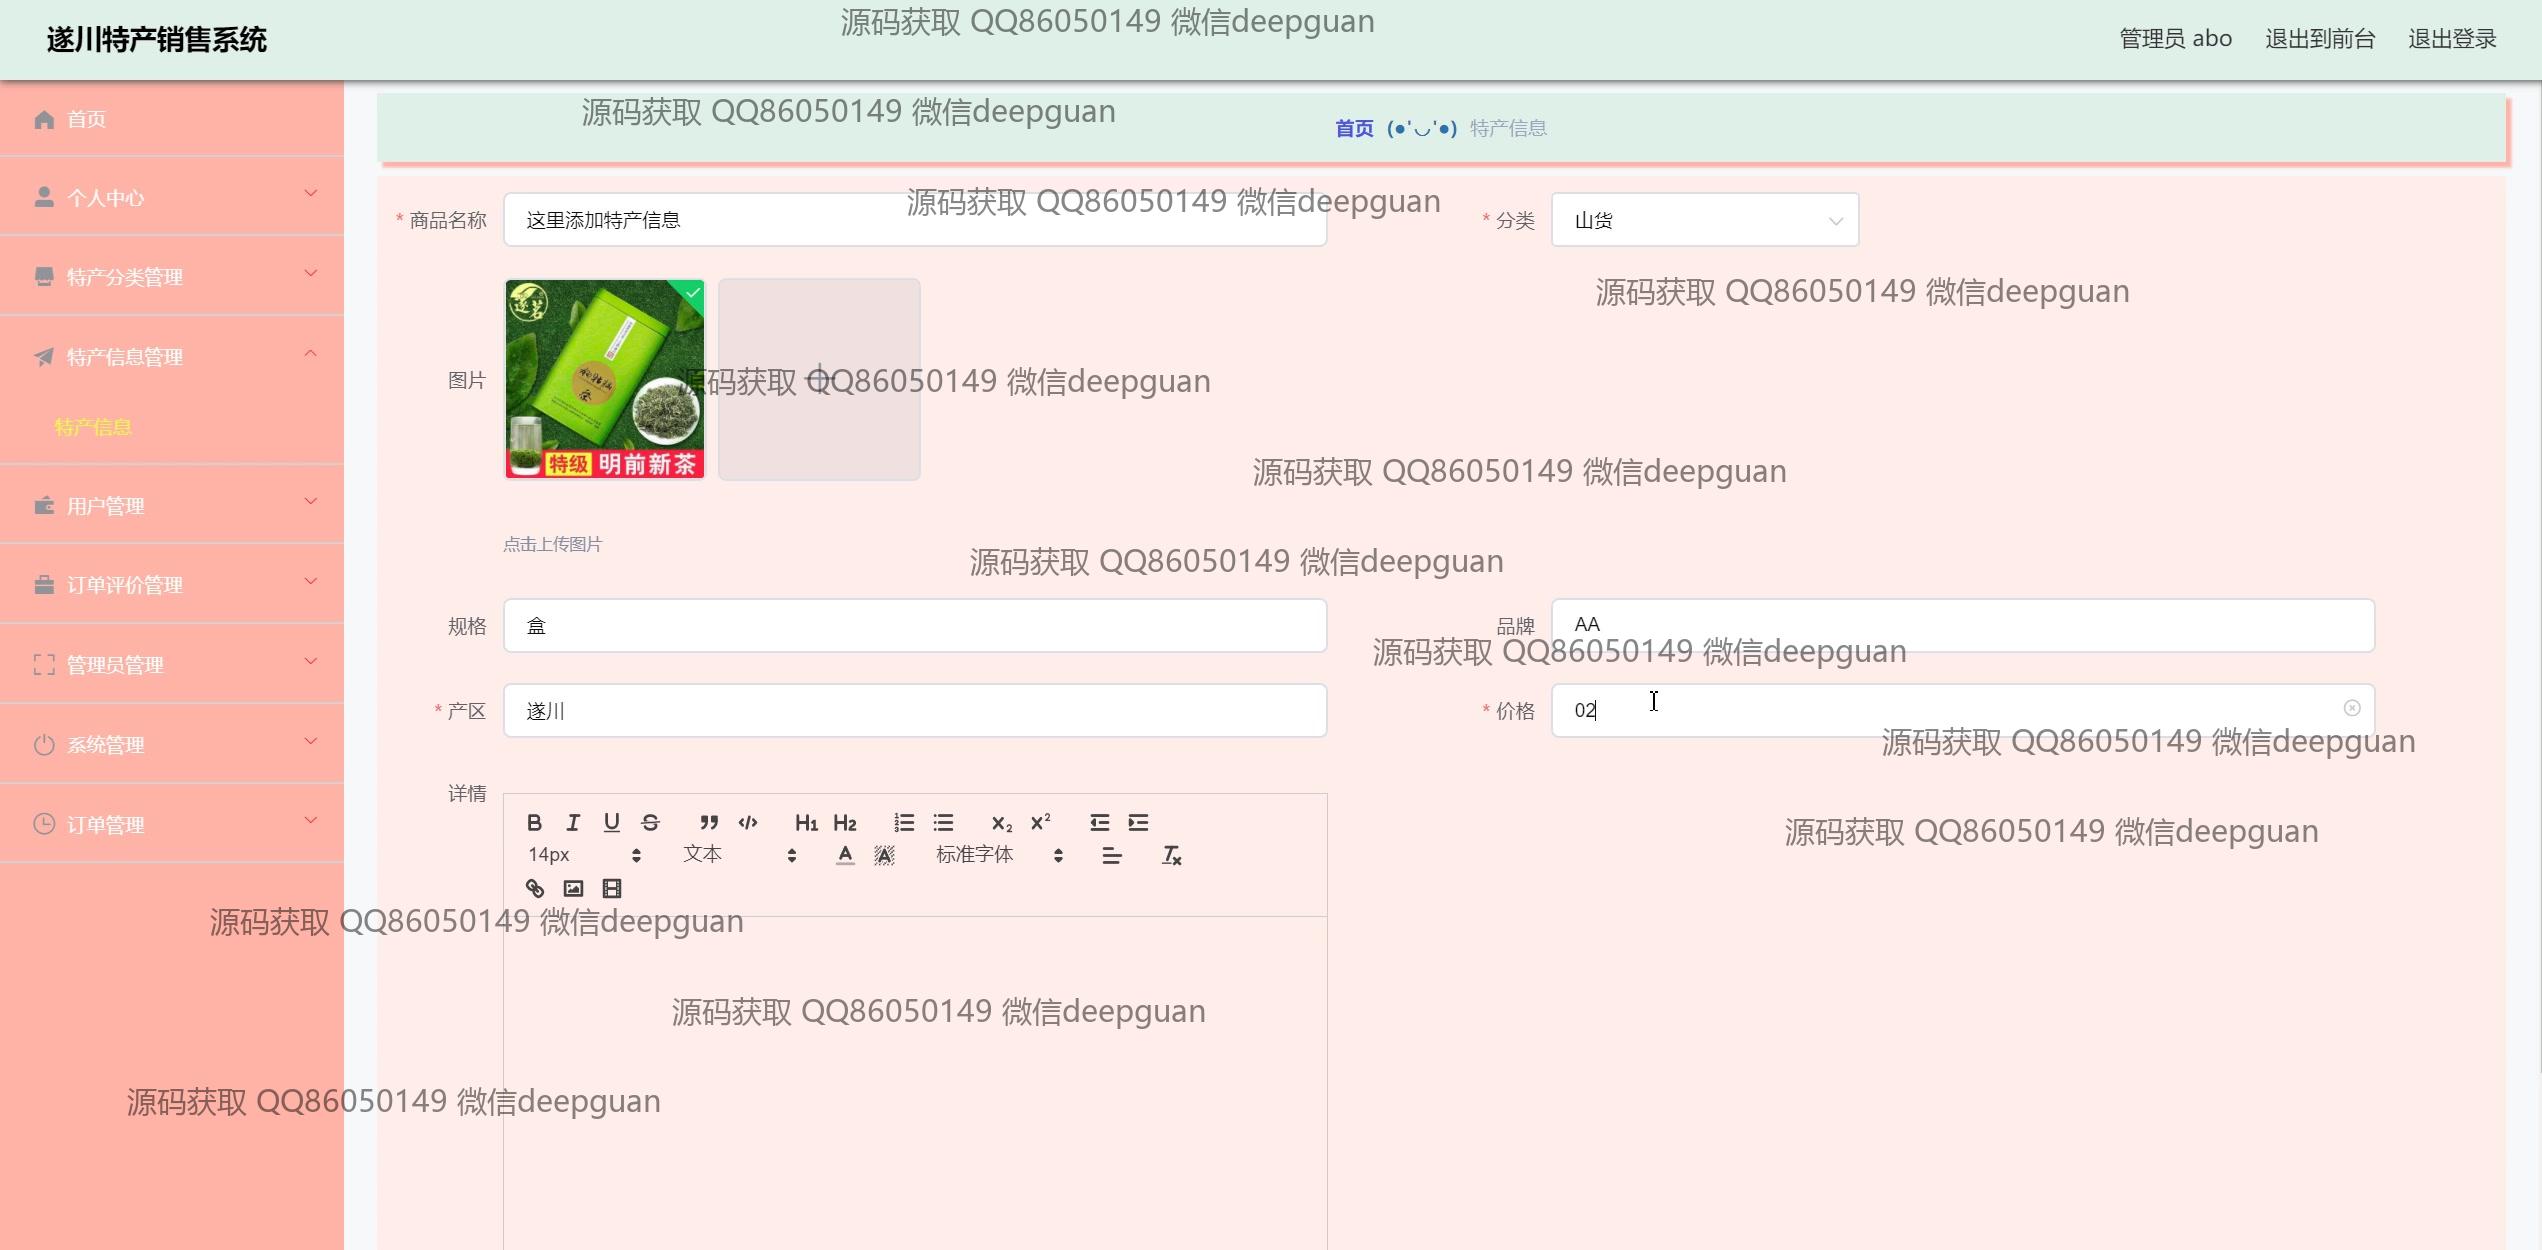 源码获取 QQ86050149 微信deepguan
遂川特产销售系统
管理员 abo
退出到前台
退出登录
首页
源码获取 QQ86050149 微信deepguan
首页 (●'◡'●) 特产信息
个人中心
* 商品名称
这里添加特产信息
源码获取 QQ86050149 微信deepguan
* 分类
山货
特产分类管理
源码获取 QQ86050149 微信deepguan
特产信息管理
图片
遂茗
特级 明前新茶
源码获取 QQ86050149 微信deepguan
特产信息
源码获取 QQ86050149 微信deepguan
用户管理
点击上传图片
源码获取 QQ86050149 微信deepguan
订单评价管理
规格
盒
品牌
AA
源码获取 QQ86050149 微信deepguan
管理员管理
* 产区
遂川
* 价格
02
系统管理
源码获取 QQ86050149 微信deepguan
详情
订单管理
B I U S H1 H2 X2 X2
源码获取 QQ86050149 微信deepguan
14px
文本
A
A
标准字体
Tx
源码获取 QQ86050149 微信deepguan
源码获取 QQ86050149 微信deepguan
源码获取 QQ86050149 微信deepguan